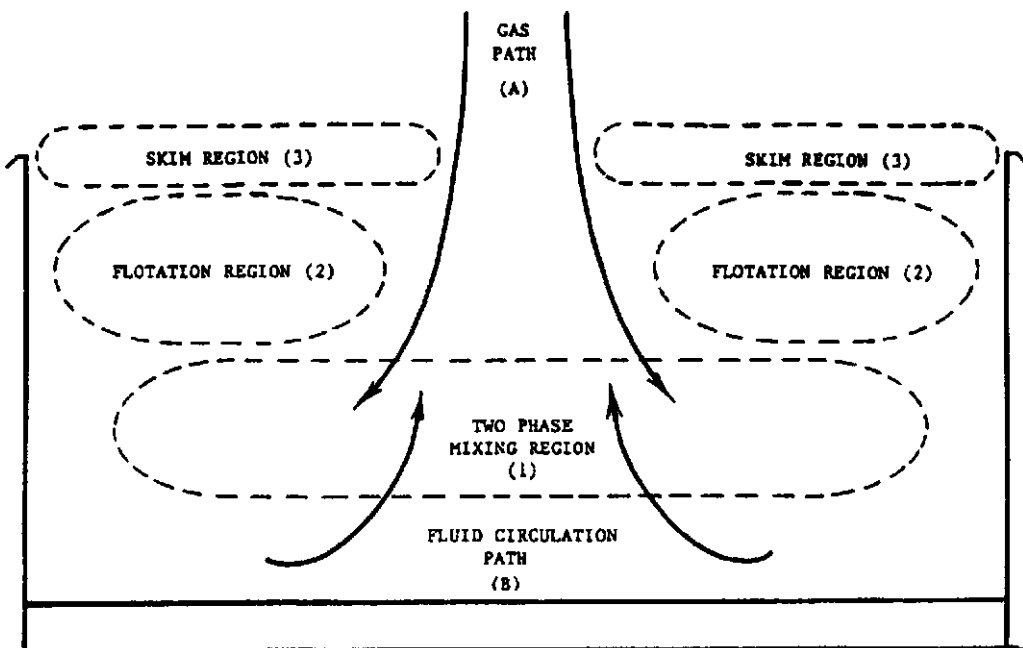 GAS
PATH
(A)
SKIM REGION (3)
SKIM REGION (3)
FLOTATION REGION (2)
FLOTATION REGION (2)
TWO PHASE
MIXING REGION
(1)
FLUID CIRCULATION
PATH
(B)